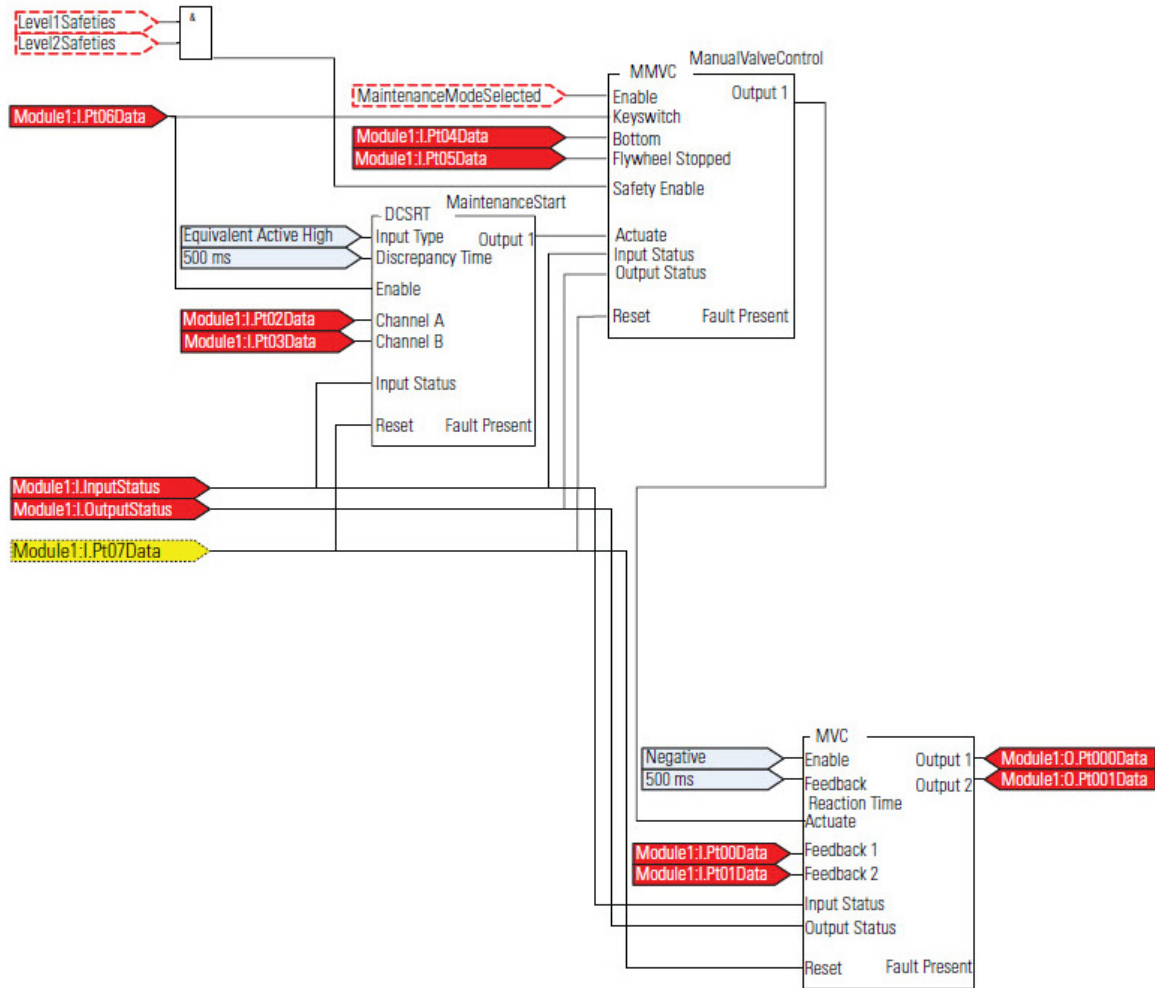 Level1Safeties
&
Level2Safeties
ManualValveControl
MMVC
MaintenanceModeSelected
Enable
Output 1
Module1:I.Pt06Data
Keyswitch
Module1:I.Pt04Data
Bottom
Module1:I.Pt05Data
Flywheel Stopped
Safety Enable
MaintenanceStart
DCSRT
Equivalent Active High
Input Type
Output 1
Actuate
500 ms
Discrepancy Time
Input Status
Output Status
Enable
Module1:I.Pt02Data
Channel A
Reset
Fault Present
Module1:I.Pt03Data
Channel B
Input Status
Reset
Fault Present
Module1:I.InputStatus
Module1:I.OutputStatus
Module1:I.Pt07Data
MVC
Negative
Enable
Output 1
Module1:O.Pt000Data
500 ms
Feedback
Reaction Time
Output 2
Module1:O.Pt001Data
Actuate
Module1:I.Pt00Data
Feedback 1
Module1:I.Pt01Data
Feedback 2
Input Status
Output Status
Reset
Fault Present